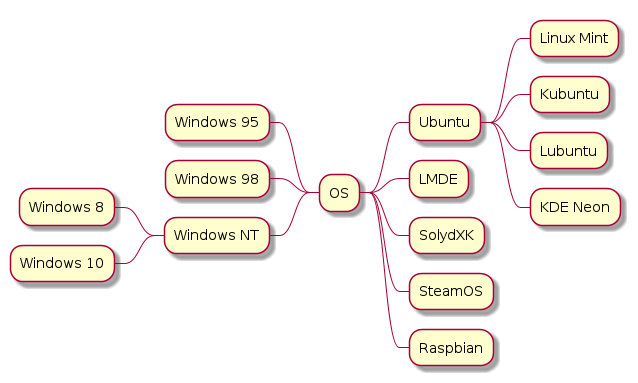 OS
Ubuntu
Linux Mint
Kubuntu
Lubuntu
KDE Neon
LMDE
SolydXK
SteamOS
Raspbian
Windows 95
Windows 98
Windows NT
Windows 8
Windows 10